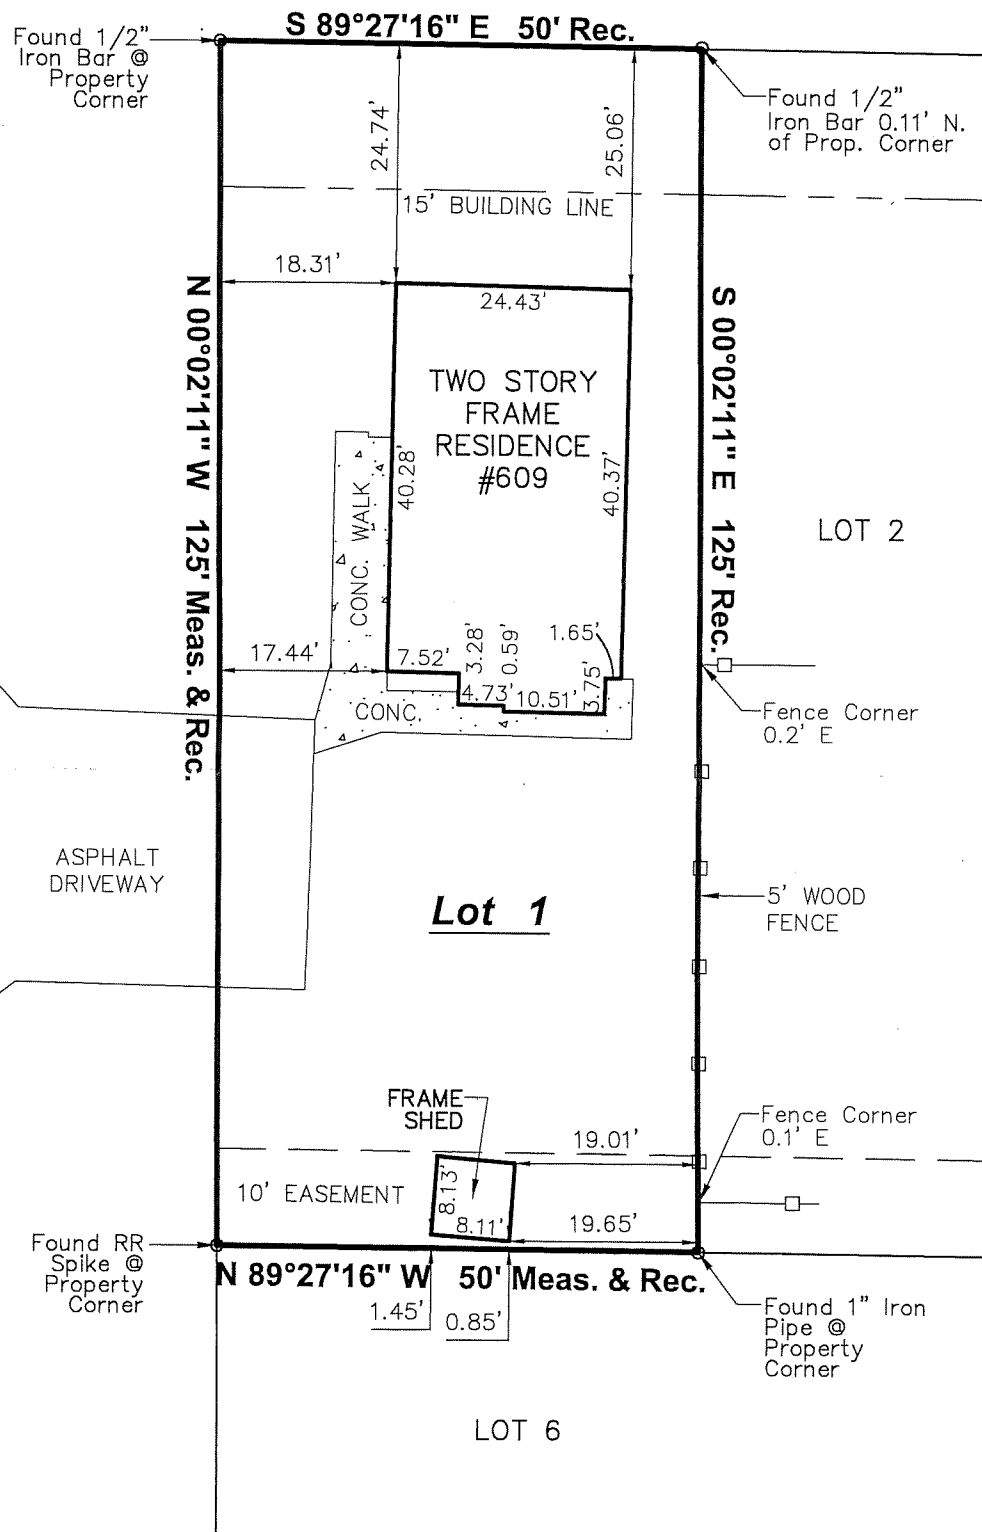 S 89°27'16" E 50' Rec.
Found 1/2"
Iron Bar @
Property
Corner
Found 1/2"
Iron Bar 0.11' N.
of Prop. Corner
24.74'
25.06'
15' BUILDING LINE
18.31'
24.43'
N 00°02'11" W 125' Meas. & Rec.
S 00°02'11" E 125' Rec.
TWO STORY
FRAME
RESIDENCE
#609
40.28'
40.37'
CONC. WALK
LOT 2
17.44'
7.52'
3.28'
0.59'
1.65'
4.73'
10.51'
3.75'
CONC.
Fence Corner
0.2' E
ASPHALT
DRIVEWAY
Lot 1
5' WOOD
FENCE
FRAME
SHED
19.01'
Fence Corner
0.1' E
10' EASEMENT
8.13'
8.11'
19.65'
Found RR
Spike @
Property
Corner
N 89°27'16" W 50' Meas. & Rec.
1.45'
0.85'
Found 1" Iron
Pipe @
Property
Corner
LOT 6